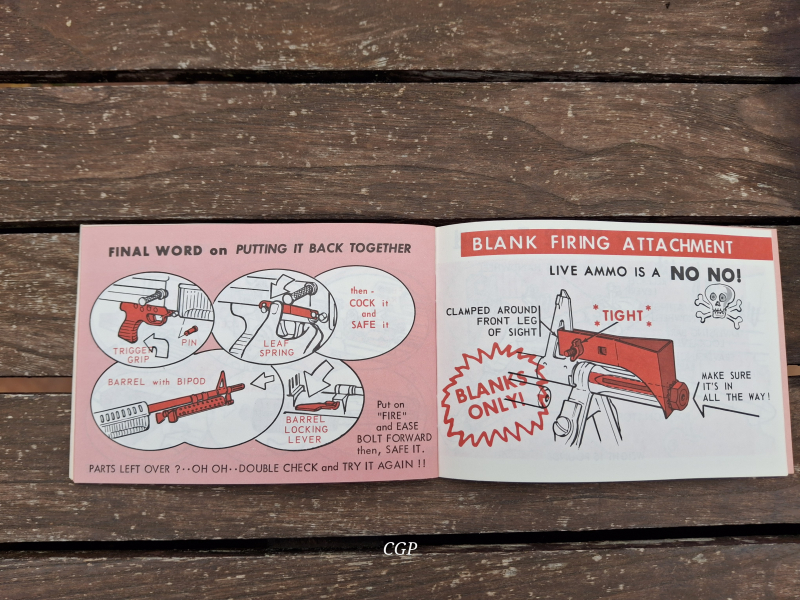 FINAL WORD on PUTTING IT BACK TOGETHER
TRIGGER
GRIP
PIN
LEAF
SPRING
then -
COCK it
and
SAFE it
BARREL with BIPOD
BARREL
LOCKING
LEVER
Put on
"FIRE"
and EASE
BOLT FORWARD
then, SAFE IT.
PARTS LEFT OVER ?··OH OH··DOUBLE CHECK and TRY IT AGAIN !!
BLANK FIRING ATTACHMENT
LIVE AMMO IS A NO NO!
CLAMPED AROUND
FRONT LEG
OF SIGHT
* TIGHT *
* *
BLANKS
ONLY!
MAKE SURE
IT'S IN
ALL THE WAY!
CGP